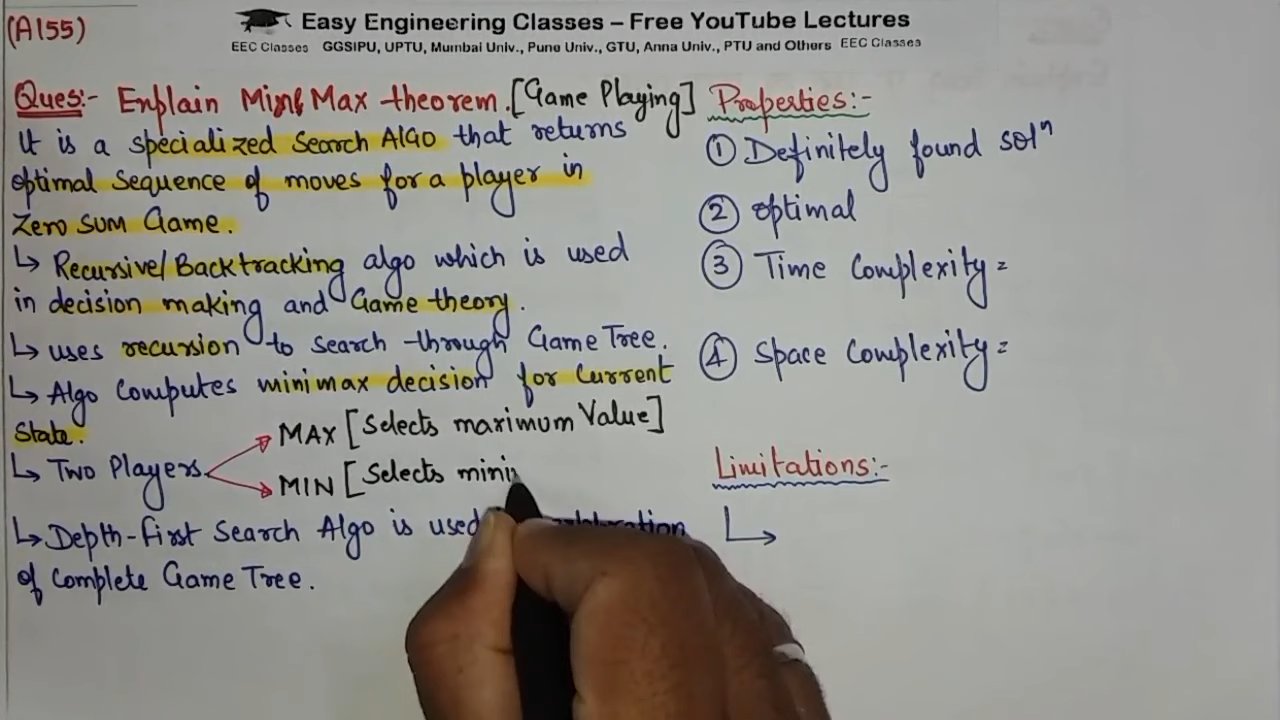 (A155)
Easy Engineering Classes – Free YouTube Lectures
EEC Classes GGSIPU, UPTU, Mumbai Univ., Pune Univ., GTU, Anna Univ., PTU and Others EEC Classes
Ques:- Explain Min Max theorem. [Game Playing]
It is a specialized Search AlGO that returns
optimal Sequence of moves for a player in
Zero SUM Game.
↳ Recursive/Backtracking algo which is used
in decision making and Game theory.
↳ uses recursion to search through Game Tree.
↳ Algo Computes minimax decision for Current
State.
↳ Two Players
MAX [Selects maximum Value]
MIN [Selects mini
↳ Depth-first Search Algo is used
of Complete Game Tree.
Properties:-
① Definitely found solⁿ
② optimal
③ Time Complexity =
④ Space Complexity =
Limitations:-